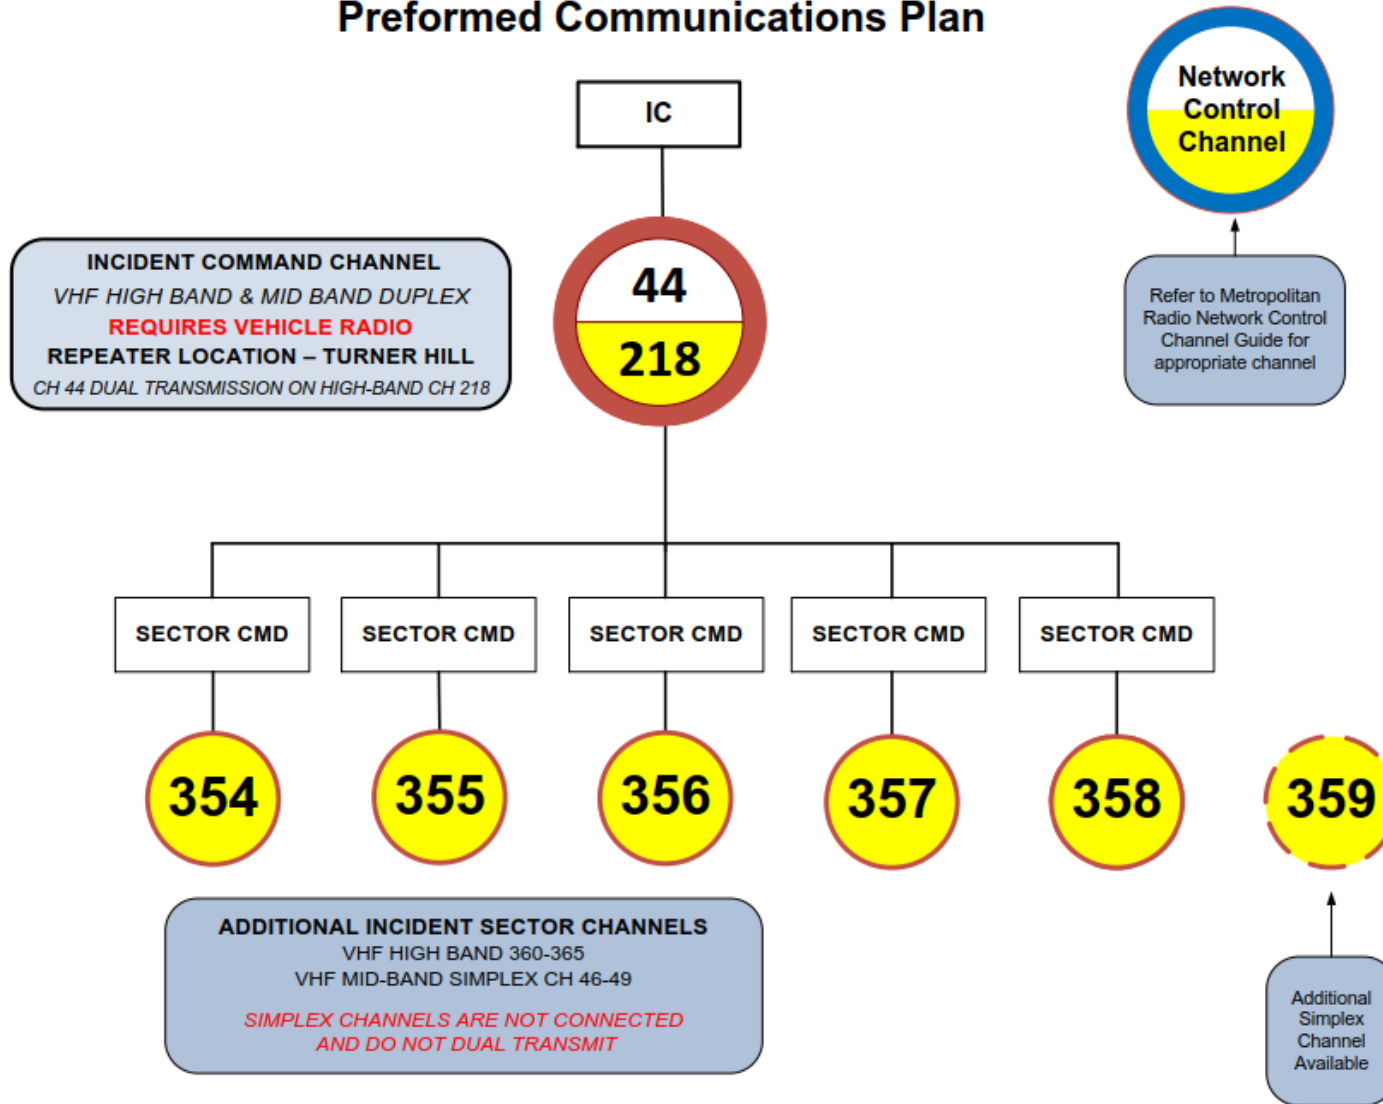 Preformed Communications Plan
Network
Control
Channel
IC
INCIDENT COMMAND CHANNEL
VHF HIGH BAND & MID BAND DUPLEX
REQUIRES VEHICLE RADIO
REPEATER LOCATION – TURNER HILL
CH 44 DUAL TRANSMISSION ON HIGH-BAND CH 218
44
218
Refer to Metropolitan
Radio Network Control
Channel Guide for
appropriate channel
SECTOR CMD
SECTOR CMD
SECTOR CMD
SECTOR CMD
SECTOR CMD
354
355
356
357
358
359
ADDITIONAL INCIDENT SECTOR CHANNELS
VHF HIGH BAND 360-365
VHF MID-BAND SIMPLEX CH 46-49
SIMPLEX CHANNELS ARE NOT CONNECTED
AND DO NOT DUAL TRANSMIT
Additional
Simplex
Channel
Available